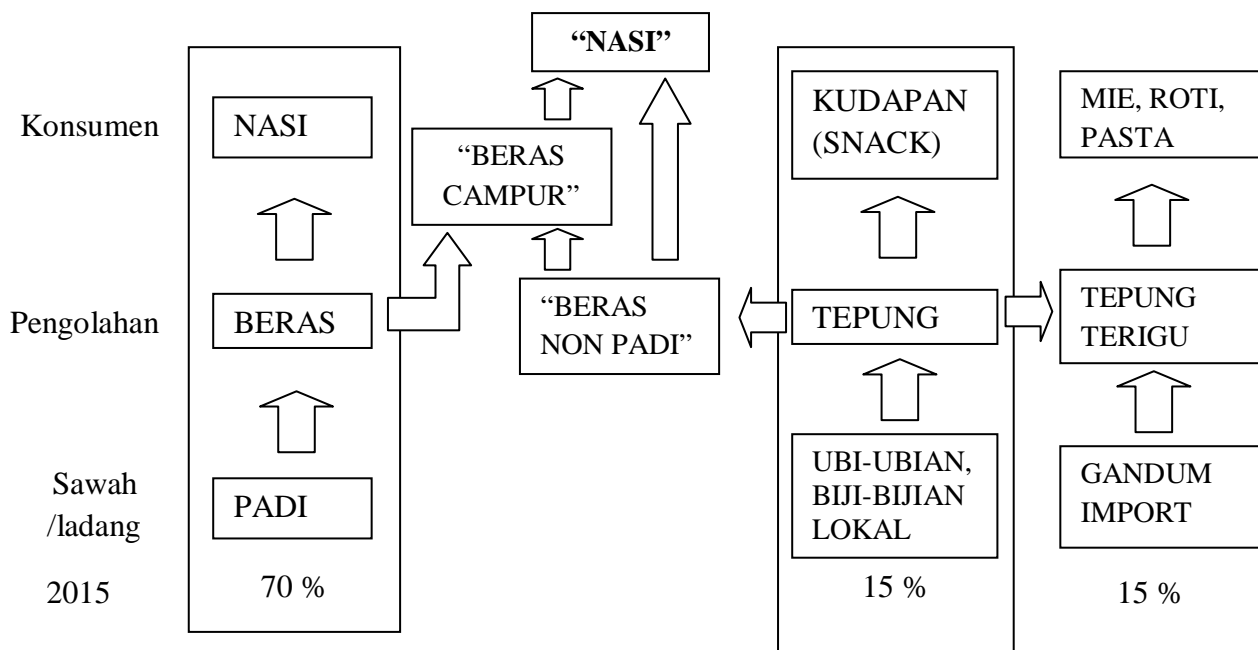 “NASI”
Konsumen
NASI
“BERAS
CAMPUR”
KUDAPAN
(SNACK)
MIE, ROTI,
PASTA
Pengolahan
BERAS
“BERAS
NON PADI”
TEPUNG
TEPUNG
TERIGU
Sawah
/ladang
PADI
UBI-UBIAN,
BIJI-BIJIAN
LOKAL
GANDUM
IMPORT
2015
70 %
15 %
15 %